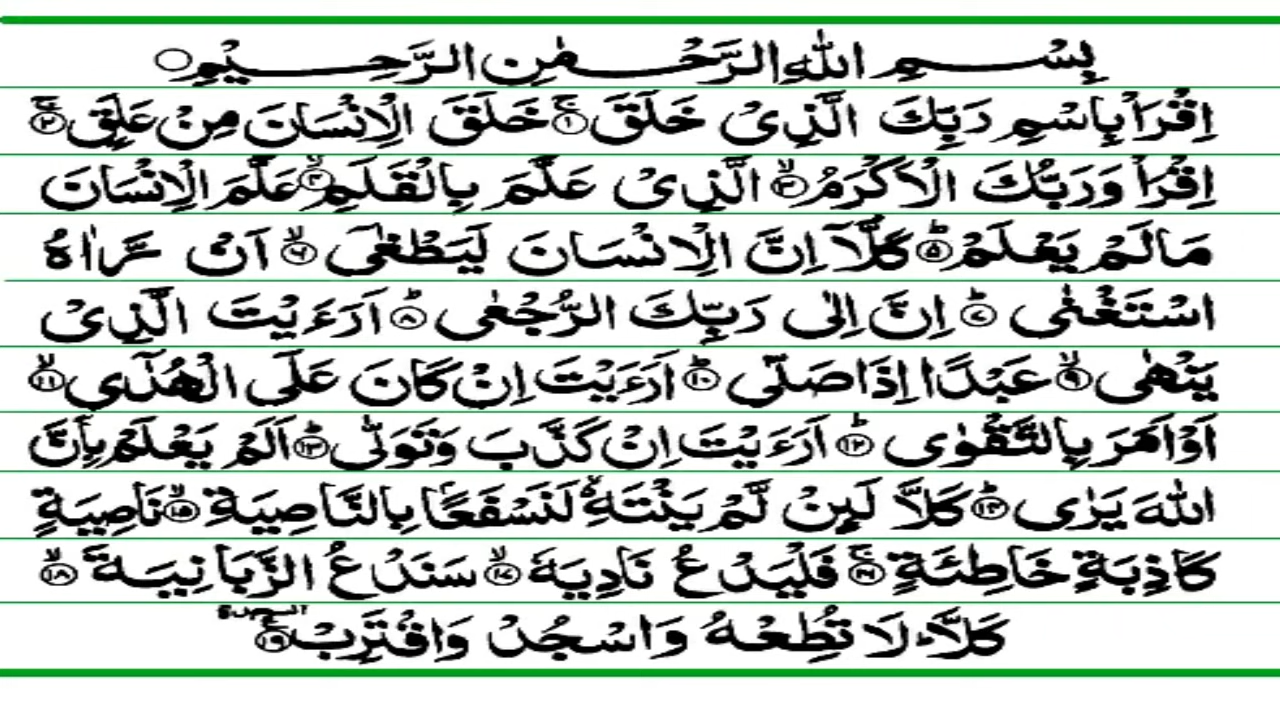 بِسْمِ اللّٰهِ الرَّحْمٰنِ الرَّحِیْمِ
اِقْرَاْ بِاسْمِ رَبِّكَ الَّذِیْ خَلَقَ ۚ۝۱ خَلَقَ الْاِنْسَانَ مِنْ عَلَقٍ ۚ۝۲
اِقْرَاْ وَرَبُّكَ الْاَكْرَمُ ۙ۝۳ الَّذِیْ عَلَّمَ بِالْقَلَمِ ۙ۝۴ عَلَّمَ الْاِنْسَانَ
مَا لَمْ یَعْلَمْ ؕ۝۵ كَلَّاۤ اِنَّ الْاِنْسَانَ لَیَطْغٰۤی ۙ۝۶ اَنْ رَّاٰهُ
اسْتَغْنٰی ؕ۝۷ اِنَّ اِلٰی رَبِّكَ الرُّجْعٰی ؕ۝۸ اَرَءَیْتَ الَّذِیْ
یَنْهٰی ۙ۝۹ عَبْدًا اِذَا صَلّٰی ؕ۝۱۰ اَرَءَیْتَ اِنْ كَانَ عَلَی الْهُدٰۤی ۙ۝۱۱
اَوْ اَمَرَ بِالتَّقْوٰی ؕ۝۱۲ اَرَءَیْتَ اِنْ كَذَّبَ وَتَوَلّٰی ؕ۝۱۳ اَلَمْ یَعْلَمْ بِاَنَّ
اللّٰهَ یَرٰی ؕ۝۱۴ كَلَّا لَىِٕنْ لَّمْ یَنْتَهِ ۙ لَنَسْفَعًۢا بِالنَّاصِیَةِ ۙ۝۱۵ نَاصِیَةٍ
كَاذِبَةٍ خَاطِئَةٍ ۚ۝۱۶ فَلْیَدْعُ نَادِیَهٗ ۙ۝۱۷ سَنَدْعُ الزَّبَانِیَةَ ۙ۝۱۸
كَلَّا ؕ لَا تُطِعْهُ وَاسْجُدْ وَاقْتَرِبْ ۝۱۹ السجدة